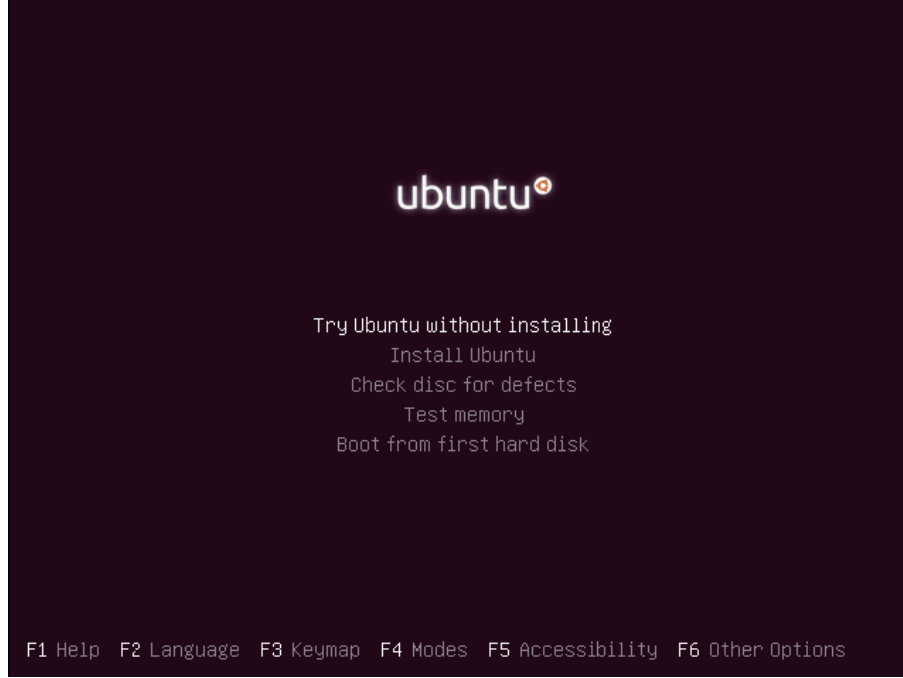 ubuntu
Try Ubuntu without installing
Install Ubuntu
Check disc for defects
Test memory
Boot from first hard disk
F1 Help F2 Language F3 Keymap F4 Modes F5 Accessibility F6 Other Options